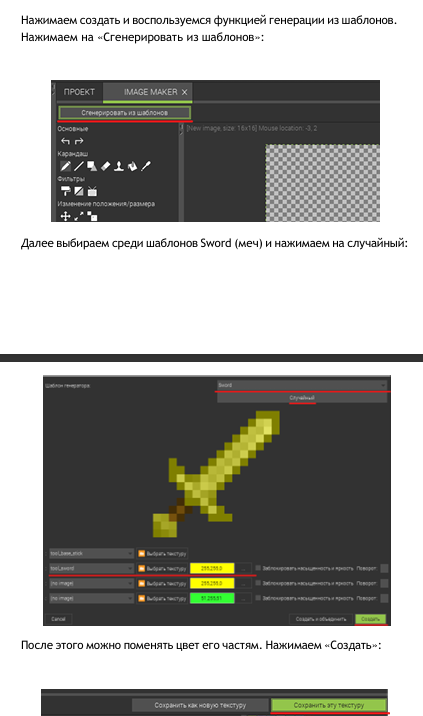 Нажимаем создать и воспользуемся функцией генерации из шаблонов.
Нажимаем на «Сгенерировать из шаблонов»:
ПРОЕКТ IMAGE MAKER X
Сгенерировать из шаблонов
[New image, size: 16x16] Mouse location: -3, 2
Основные
Карандаш
Фильтры
Изменение положения/размера
Далее выбираем среди шаблонов Sword (меч) и нажимаем на случайный:
Шаблон генератора: Sword
Случайный
tool_base_stick Выбрать текстуру
tool_sword Выбрать текстуру 255,255,0 ... Заблокировать насыщенность и яркость Поворот:
(no image) Выбрать текстуру 255,255,0 ... Заблокировать насыщенность и яркость Поворот:
(no image) Выбрать текстуру 51,255,51 ... Заблокировать насыщенность и яркость Поворот:
Cancel Создать и объединить Создать
После этого можно поменять цвет его частям. Нажимаем «Создать»:
Сохранить как новую текстуру Сохранить эту текстуру